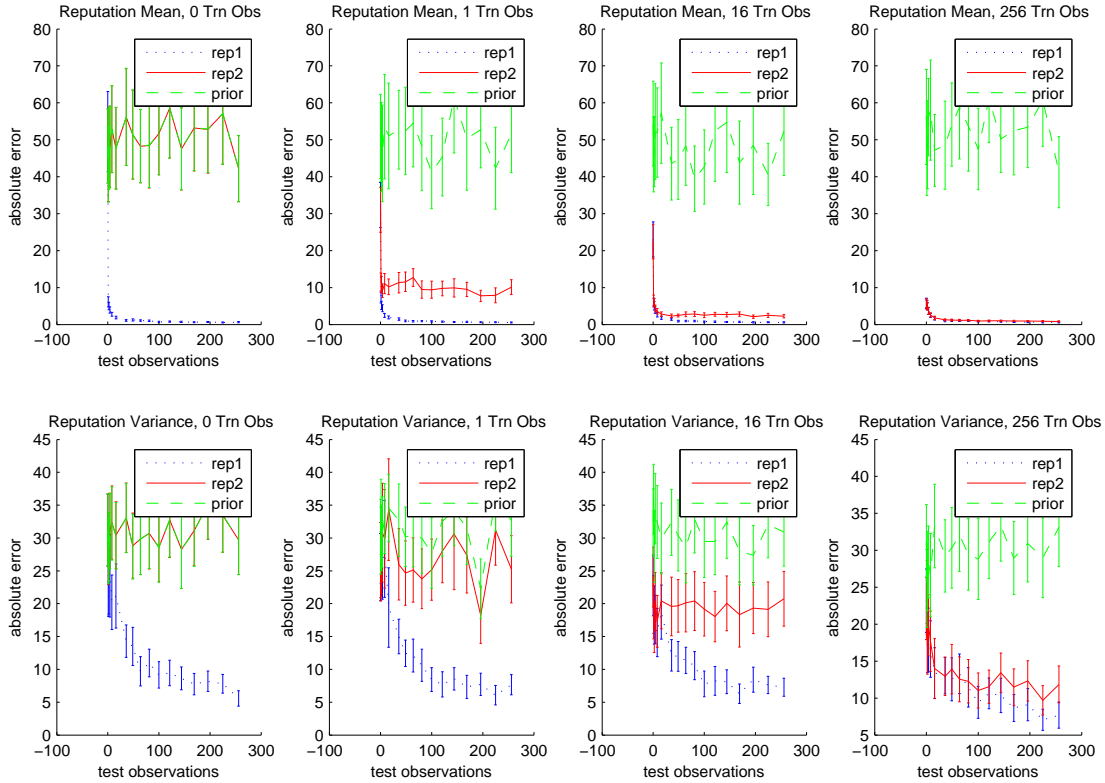 Reputation Mean, 0 Trn Obs
80
70
60
50
40
30
20
10
0
absolute error
−100 0 100 200 300
test observations
rep1
rep2
prior
Reputation Mean, 1 Trn Obs
80
70
60
50
40
30
20
10
0
absolute error
−100 0 100 200 300
test observations
rep1
rep2
prior
Reputation Mean, 16 Trn Obs
80
70
60
50
40
30
20
10
0
absolute error
−100 0 100 200 300
test observations
rep1
rep2
prior
Reputation Mean, 256 Trn Obs
80
70
60
50
40
30
20
10
0
absolute error
−100 0 100 200 300
test observations
rep1
rep2
prior
Reputation Variance, 0 Trn Obs
45
40
35
30
25
20
15
10
5
0
absolute error
−100 0 100 200 300
test observations
rep1
rep2
prior
Reputation Variance, 1 Trn Obs
45
40
35
30
25
20
15
10
5
0
absolute error
−100 0 100 200 300
test observations
rep1
rep2
prior
Reputation Variance, 16 Trn Obs
45
40
35
30
25
20
15
10
5
0
absolute error
−100 0 100 200 300
test observations
rep1
rep2
prior
Reputation Variance, 256 Trn Obs
45
40
35
30
25
20
15
10
5
absolute error
−100 0 100 200 300
test observations
rep1
rep2
prior